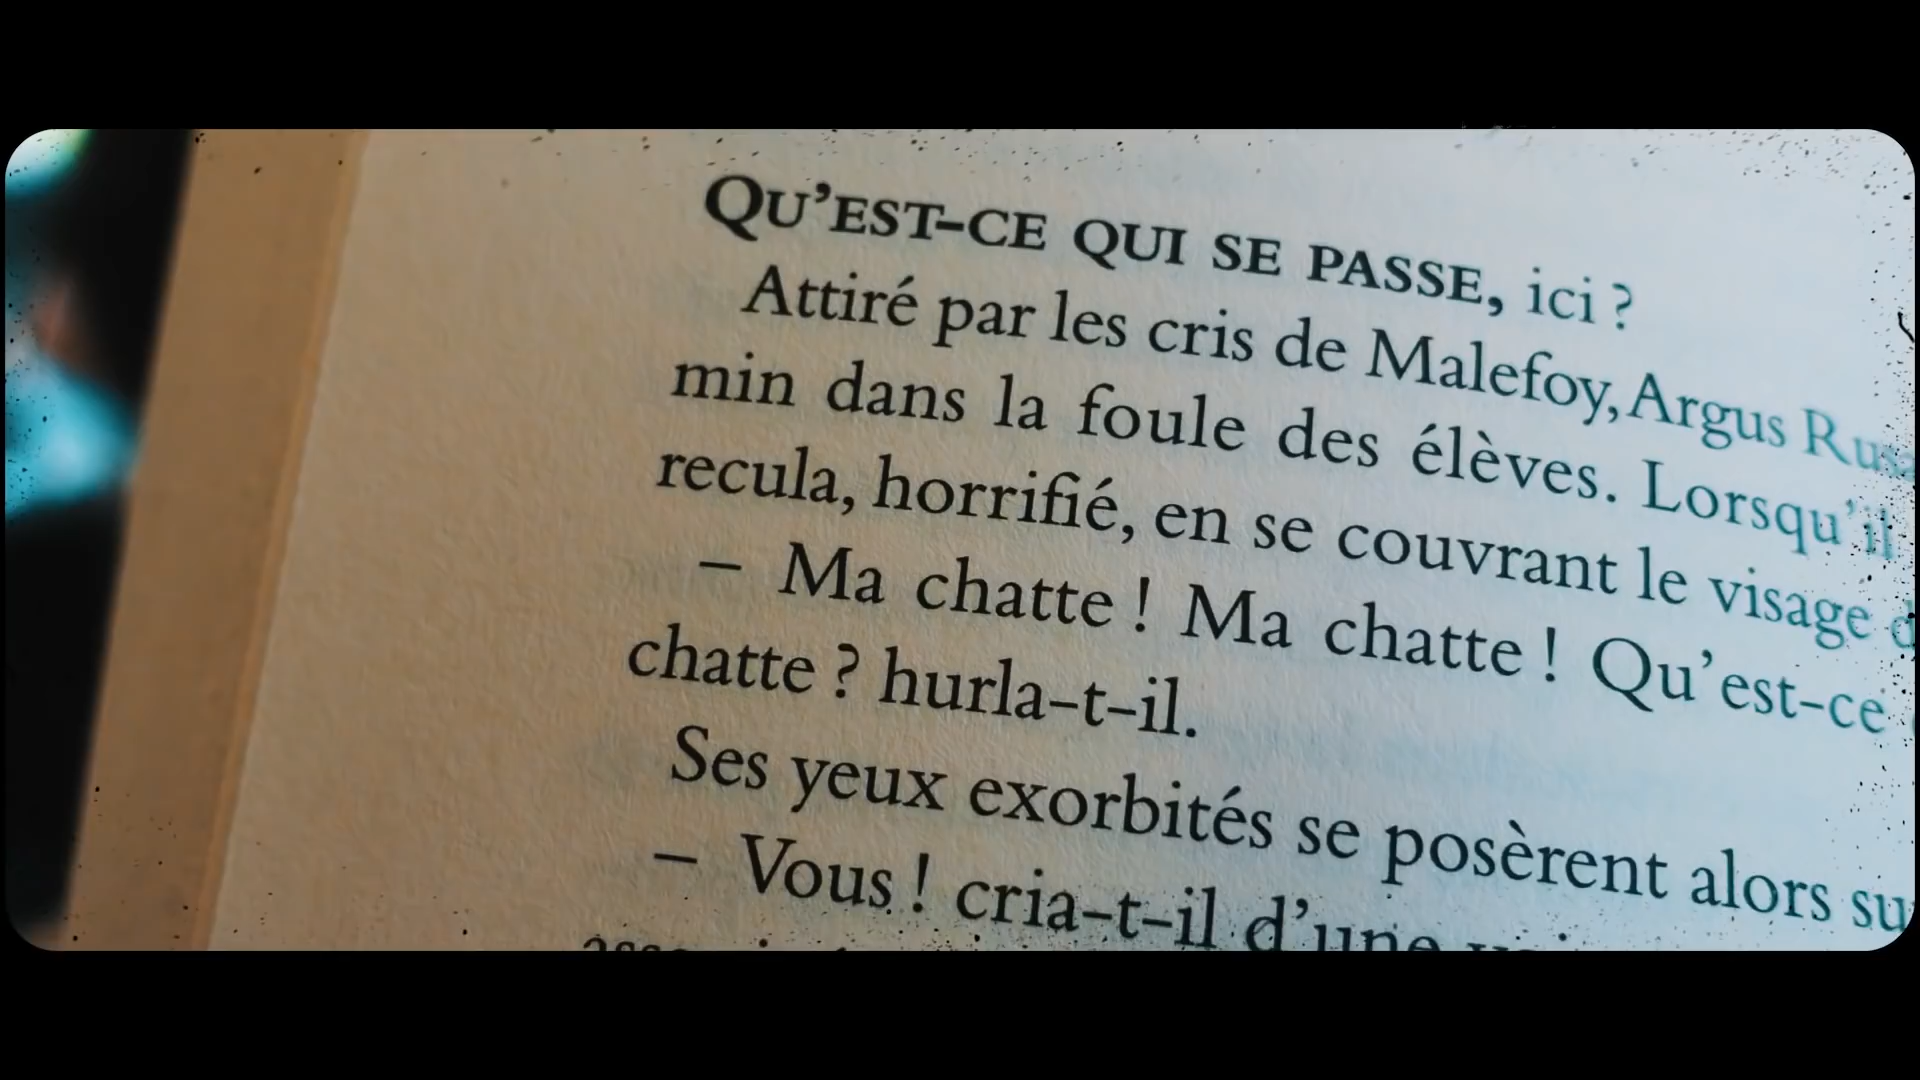 QU'EST-CE QUI SE PASSE, ici ?
Attiré par les cris de Malefoy, Argus
min dans la foule des élèves. Lorsqu'il
recula, horrifié, en se couvrant le visage
– Ma chatte ! Ma chatte ! Qu'est-ce
chatte ? hurla-t-il.
Ses yeux exorbités se posèrent alors
– Vous ! cria-t-il d'une